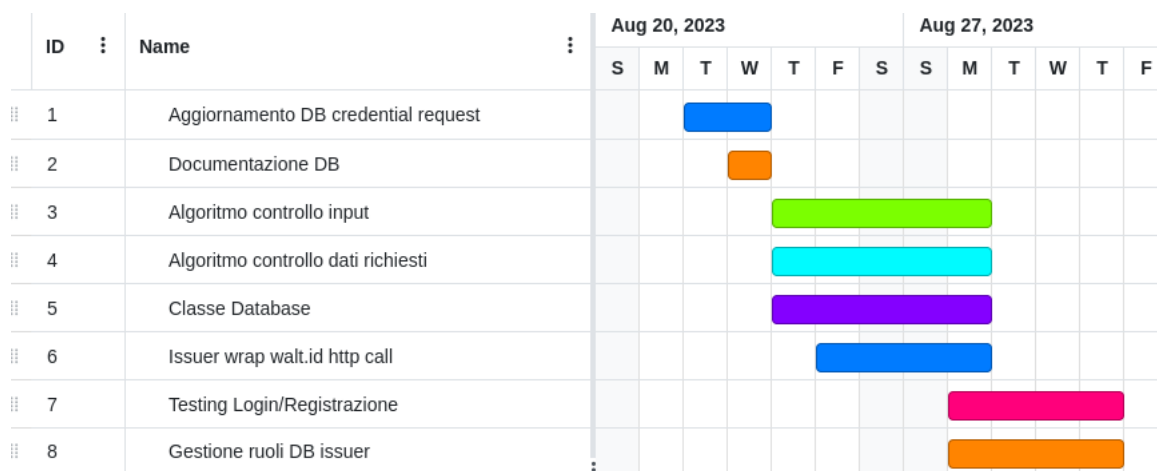 Aug 20, 2023 Aug 27, 2023
ID Name
S M T W T F S S M T W T F
1 Aggiornamento DB credential request
2 Documentazione DB
3 Algoritmo controllo input
4 Algoritmo controllo dati richiesti
5 Classe Database
6 Issuer wrap walt.id http call
7 Testing Login/Registrazione
8 Gestione ruoli DB issuer